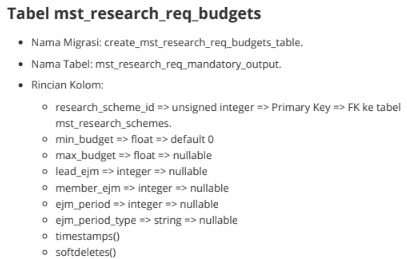 Tabel mst_research_req_budgets
• Nama Migrasi: create_mst_research_req_budgets_table.
• Nama Tabel: mst_research_req_mandatory_output.
• Rincian Kolom:
◦ research_scheme_id => unsigned integer => Primary Key => FK ke tabel
mst_research_schemes.
◦ min_budget => float => default 0
◦ max_budget => float => nullable
◦ lead_ejm => integer => nullable
◦ member_ejm => integer => nullable
◦ ejm_period => integer => nullable
◦ ejm_period_type => string => nullable
◦ timestamps()
◦ softdeletes()